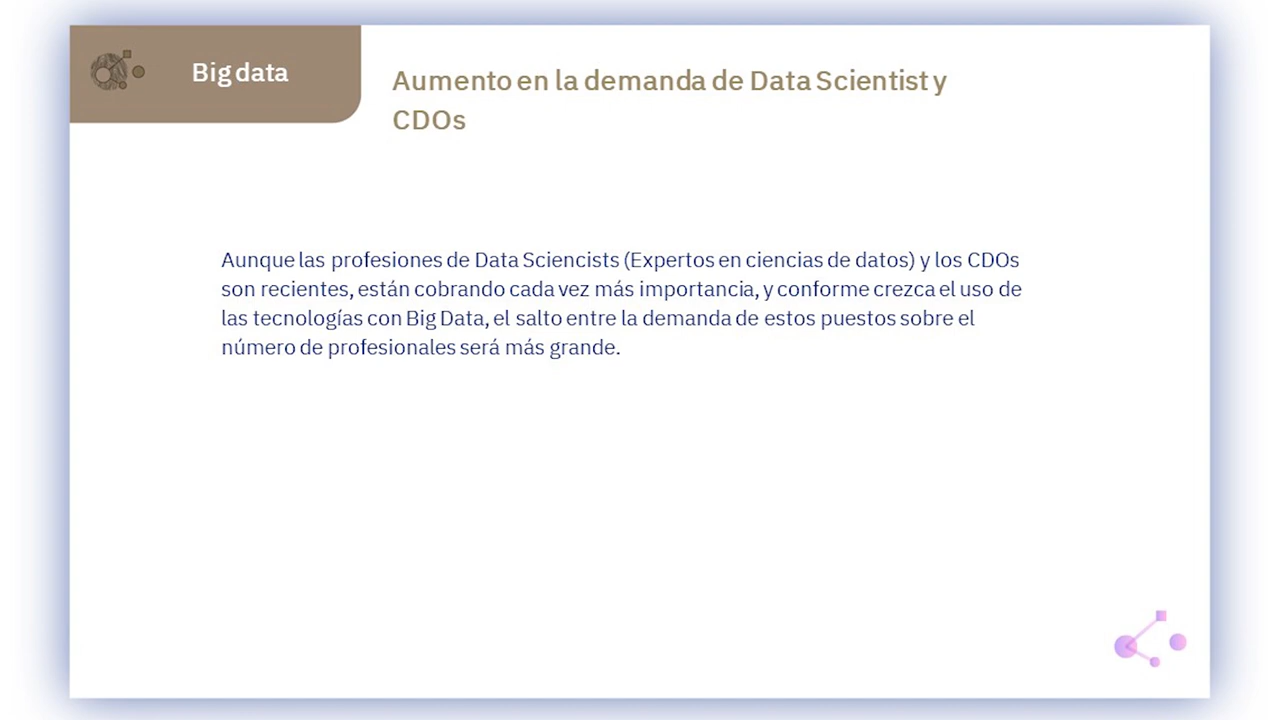 Big data
Aumento en la demanda de Data Scientist y
CDOs
Aunque las profesiones de Data Sciencists (Expertos en ciencias de datos) y los CDOs
son recientes, están cobrando cada vez más importancia, y conforme crezca el uso de
las tecnologías con Big Data, el salto entre la demanda de estos puestos sobre el
número de profesionales será más grande.